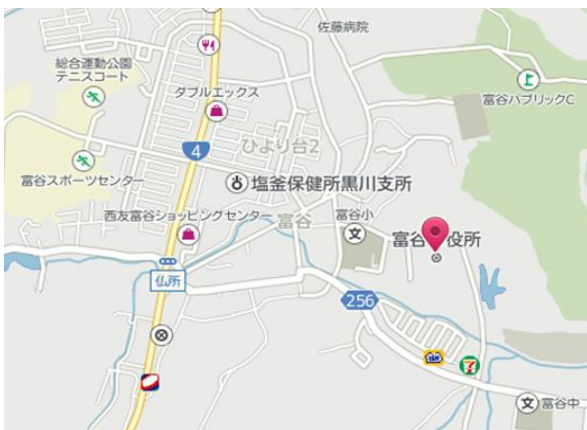 佐藤病院
総合運動公園
テニスコート
富谷パブリックC
ダブルエックス
4
ひより台2
富谷スポーツセンター
塩釜保健所黒川支所
西友富谷ショッピングセンター
富谷
富谷小
文
富谷 役所
仏所
256
7
文
富谷中